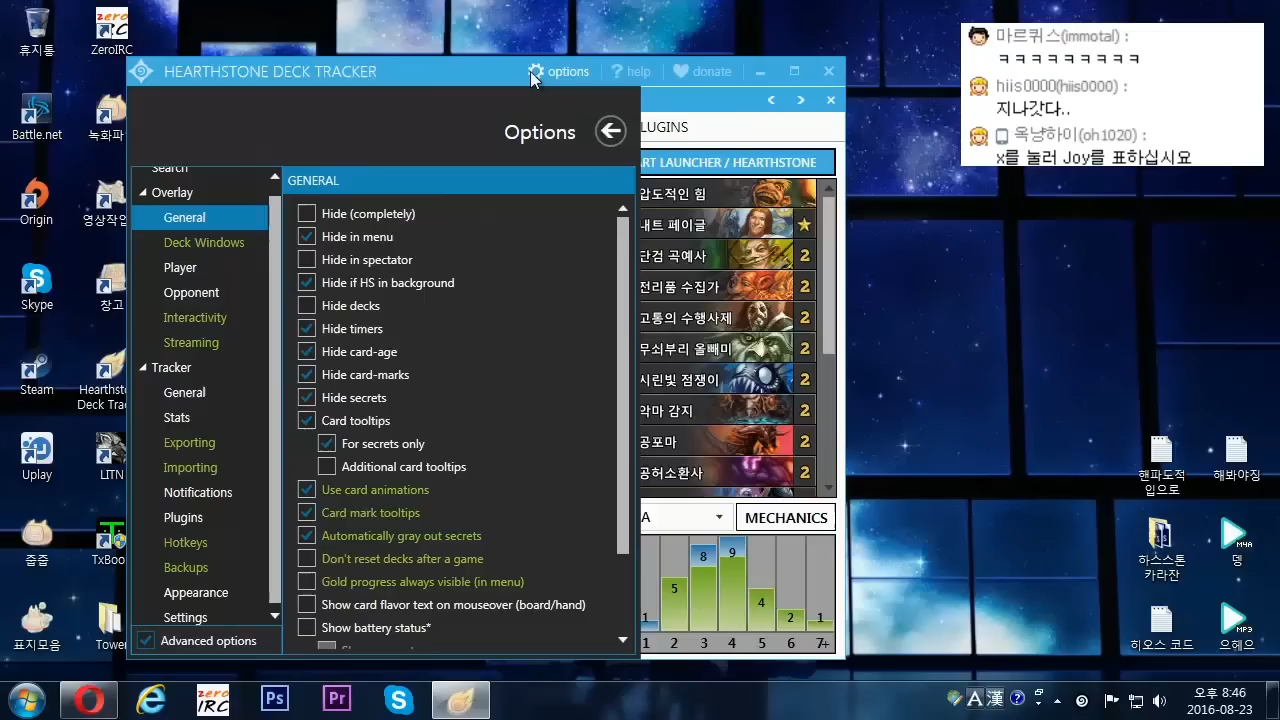 휴지통
ZeroIRC
Battle.net
녹화파
Origin
영상작업
Skype
창고
Steam
Hearths
Deck Trac
Uplay
LITN
줍줍
TxBoo
표지모음
Tower
HEARTHSTONE DECK TRACKER
options
help
donate
Options
Search
Overlay
General
Deck Windows
Player
Opponent
Interactivity
Streaming
Tracker
General
Stats
Exporting
Importing
Notifications
Plugins
Hotkeys
Backups
Appearance
Settings
Advanced options
GENERAL
Hide (completely)
Hide in menu
Hide in spectator
Hide if HS in background
Hide decks
Hide timers
Hide card-age
Hide card-marks
Hide secrets
Card tooltips
For secrets only
Additional card tooltips
Use card animations
Card mark tooltips
Automatically gray out secrets
Don't reset decks after a game
Gold progress always visible (in menu)
Show card flavor text on mouseover (board/hand)
Show battery status*
LUGINS
ART LAUNCHER / HEARTHSTONE
압도적인 힘
내트 페이글
단검 곡예사 2
전리품 수집가 2
고통의 수행사제 2
무쇠부리 올빼미 2
시린빛 점쟁이 2
악마 감지 2
공포마 2
공허소환사 2
A
MECHANICS
1 5 8 9 4 2 1
1 2 3 4 5 6 7+
마르퀴스(immotal) :
ㅋㅋㅋㅋㅋㅋㅋㅋㅋ
hiis0000(hiis0000) :
지나갓다..
옥냥하이(oh1020) :
x를 눌러 Joy를 표하십시요
핸파도적
입으로
해봐야징
하스스톤
카라잔
뎅
히오스 코드
으헤으
zero
IRC
Ps
Pr
A 漢
오후 8:46
2016-08-23